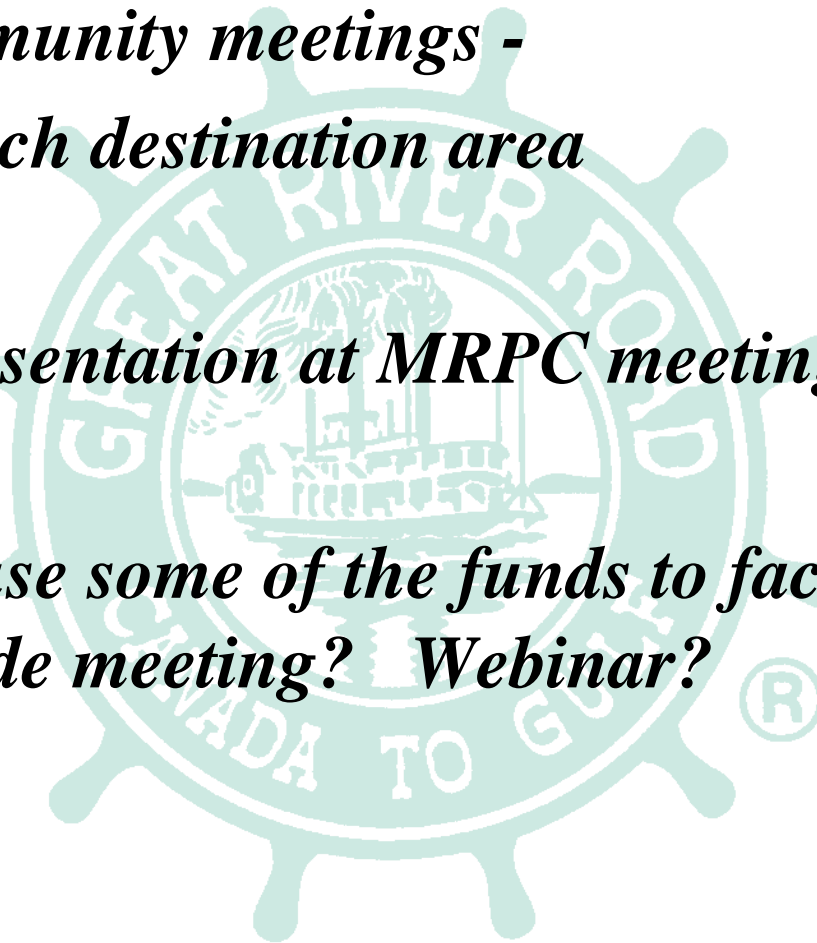 munity meetings -
ch destination area
GREAT RIVER ROAD
sentation at MRPC meeting
se some of the funds to fac
de meeting? Webinar?
CANADA TO GULF
®